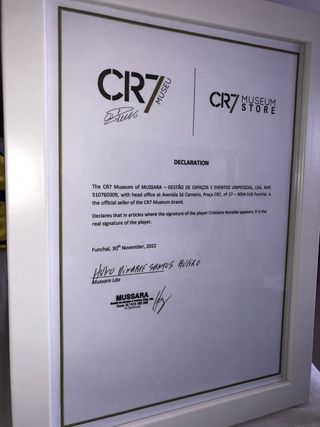 CR7 MUSEU
CR7 MUSEUM STORE
DECLARATION
The CR7 Museum of MUSSARA – GESTÃO DE ESPAÇOS E EVENTOS UNIPESSOAL, LDA, NIPC
510760309, with head office at Avenida Sá Carneiro, Praça CR7, nº 27 – 9004-518 Funchal, is
the official seller of the CR7 Museum brand.
Declares that in articles where the signature of the player Cristiano Ronaldo appears, it is the
real signature of the player.
Funchal, 30th November, 2022
Mussara Lda
MUSSARA